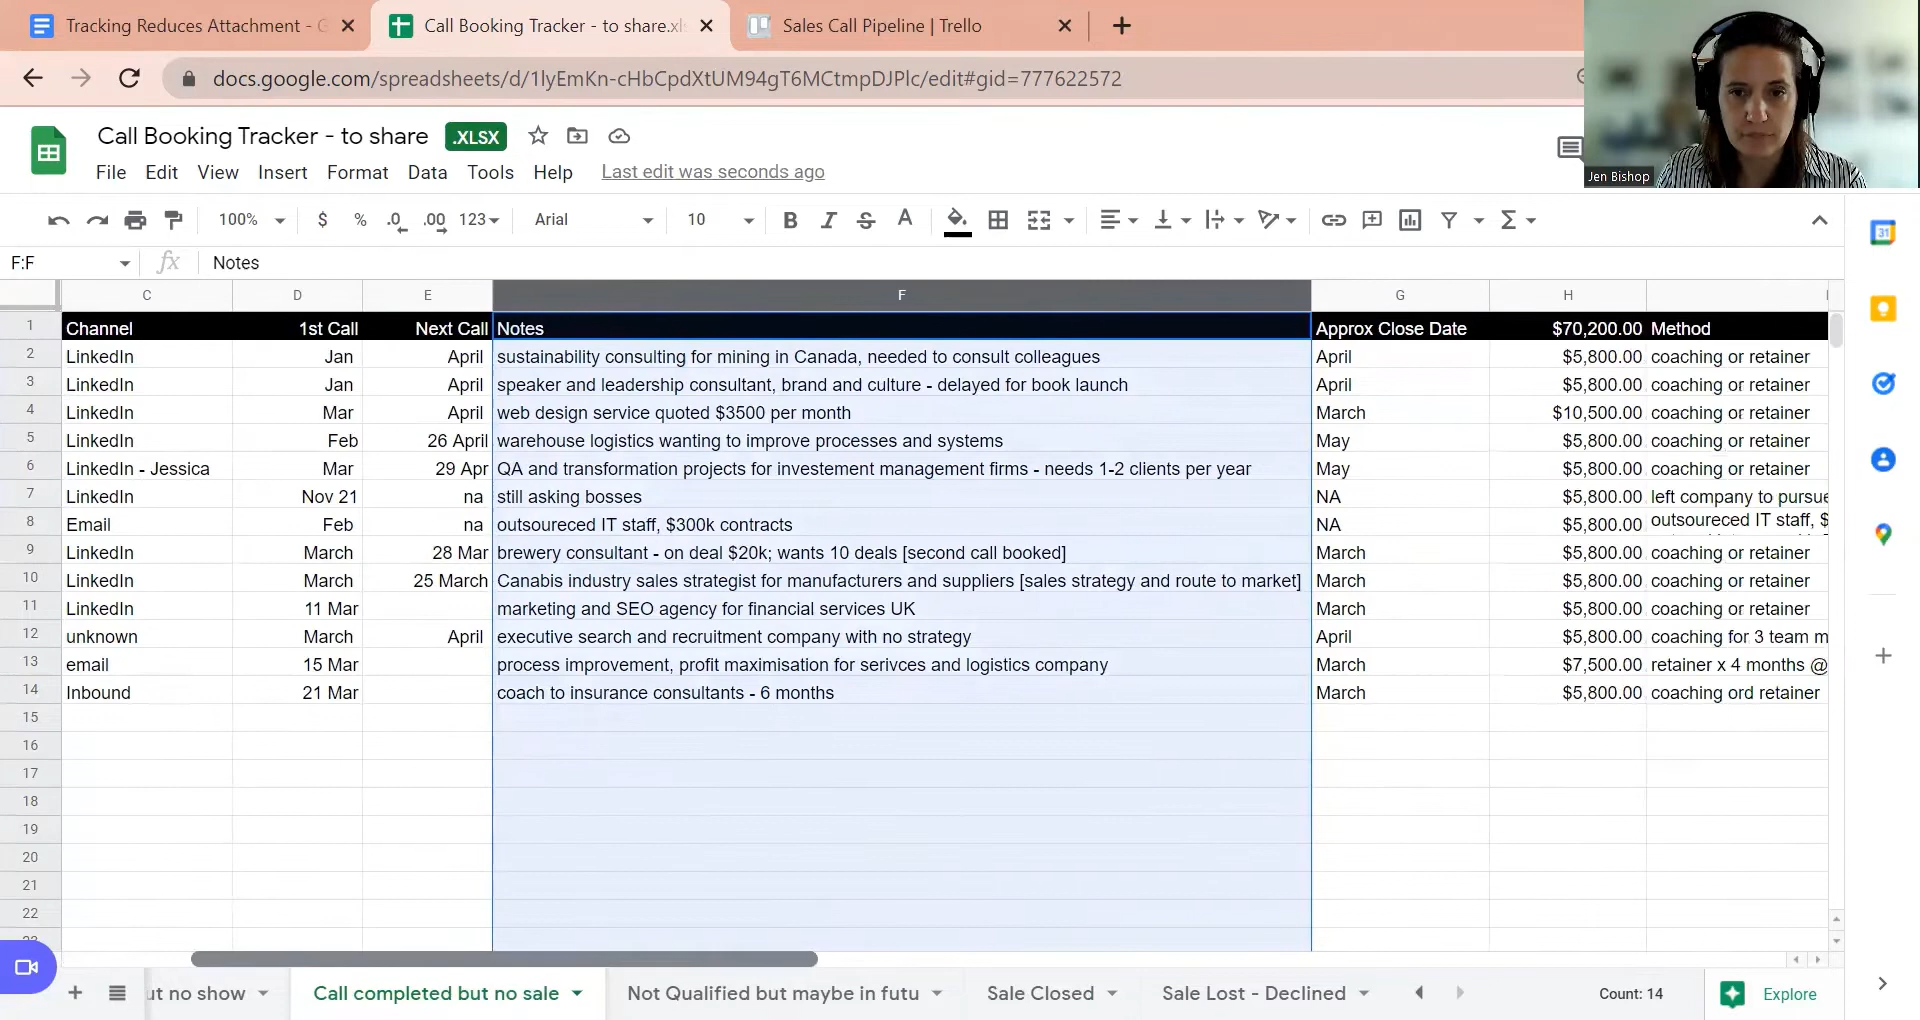 Tracking Reduces Attachment - G
Call Booking Tracker - to share.xls
Sales Call Pipeline | Trello
docs.google.com/spreadsheets/d/1lyEmKn-cHbCpdXtUM94gT6MCtmpDJPlc/edit#gid=777622572
Call Booking Tracker - to share .XLSX
File Edit View Insert Format Data Tools Help Last edit was seconds ago
Jen Bishop
100% $ % .0 .00 123 Arial 10 B I S A
31
F:F fx Notes
C D E F G H
1 Channel 1st Call Next Call Notes Approx Close Date $70,200.00 Method
2 LinkedIn Jan April sustainability consulting for mining in Canada, needed to consult colleagues April $5,800.00 coaching or retainer
3 LinkedIn Jan April speaker and leadership consultant, brand and culture - delayed for book launch April $5,800.00 coaching or retainer
4 LinkedIn Mar April web design service quoted $3500 per month March $10,500.00 coaching or retainer
5 LinkedIn Feb 26 April warehouse logistics wanting to improve processes and systems May $5,800.00 coaching or retainer
6 LinkedIn - Jessica Mar 29 Apr QA and transformation projects for investement management firms - needs 1-2 clients per year May $5,800.00 coaching or retainer
7 LinkedIn Nov 21 na still asking bosses NA $5,800.00 left company to pursue
8 Email Feb na outsoureced IT staff, $300k contracts NA $5,800.00 outsoureced IT staff, $
9 LinkedIn March 28 Mar brewery consultant - on deal $20k; wants 10 deals [second call booked] March $5,800.00 coaching or retainer
10 LinkedIn March 25 March Canabis industry sales strategist for manufacturers and suppliers [sales strategy and route to market] March $5,800.00 coaching or retainer
11 LinkedIn 11 Mar marketing and SEO agency for financial services UK March $5,800.00 coaching or retainer
12 unknown March April executive search and recruitment company with no strategy April $5,800.00 coaching for 3 team m
13 email 15 Mar process improvement, profit maximisation for serivces and logistics company March $7,500.00 retainer x 4 months @
14 Inbound 21 Mar coach to insurance consultants - 6 months March $5,800.00 coaching ord retainer
15
16
17
18
19
20
21
22
23
ut no show Call completed but no sale Not Qualified but maybe in futu Sale Closed Sale Lost - Declined Count: 14 Explore